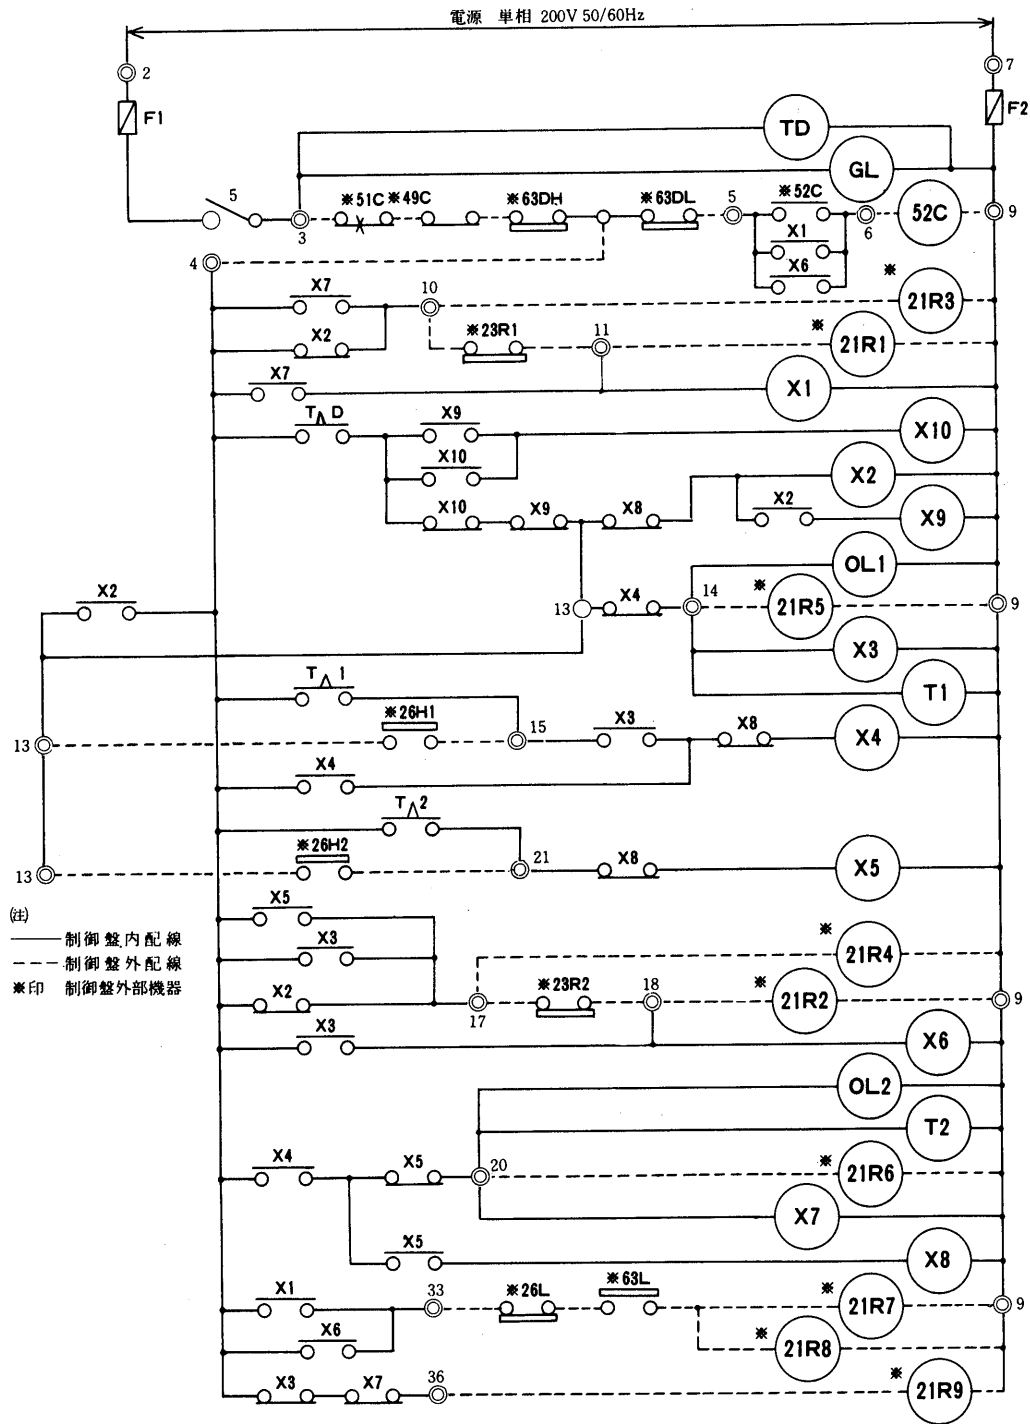 電源 単相 200V 50/60Hz
2
7
F1
F2
TD
GL
5
※51C ※49C ※63DH ※63DL 5 ※52C
3
6
52C
9
X1
X6
4
X7
10
※
21R3
X2
※23R1
11
※
21R1
X7
X1
T D
X9
X10
X10
X10 X9 X8
X2
X2
X9
X2
OL1
13
X4
14
※
21R5
9
X3
T1
T 1
※26H1
13
15
X3
X8
X4
X4
T 2
※26H2
13
21
X8
X5
(注)
制御盤内配線
制御盤外配線
※印 制御盤外部機器
X5
X3
X2
※
21R4
17
※23R2
18
※
21R2
9
X3
X6
OL2
T2
X4
X5
20
※
21R6
X7
X5
X8
X1
33
※26L
※63L
※
21R7
9
X6
※
21R8
X3
X7
36
※
21R9